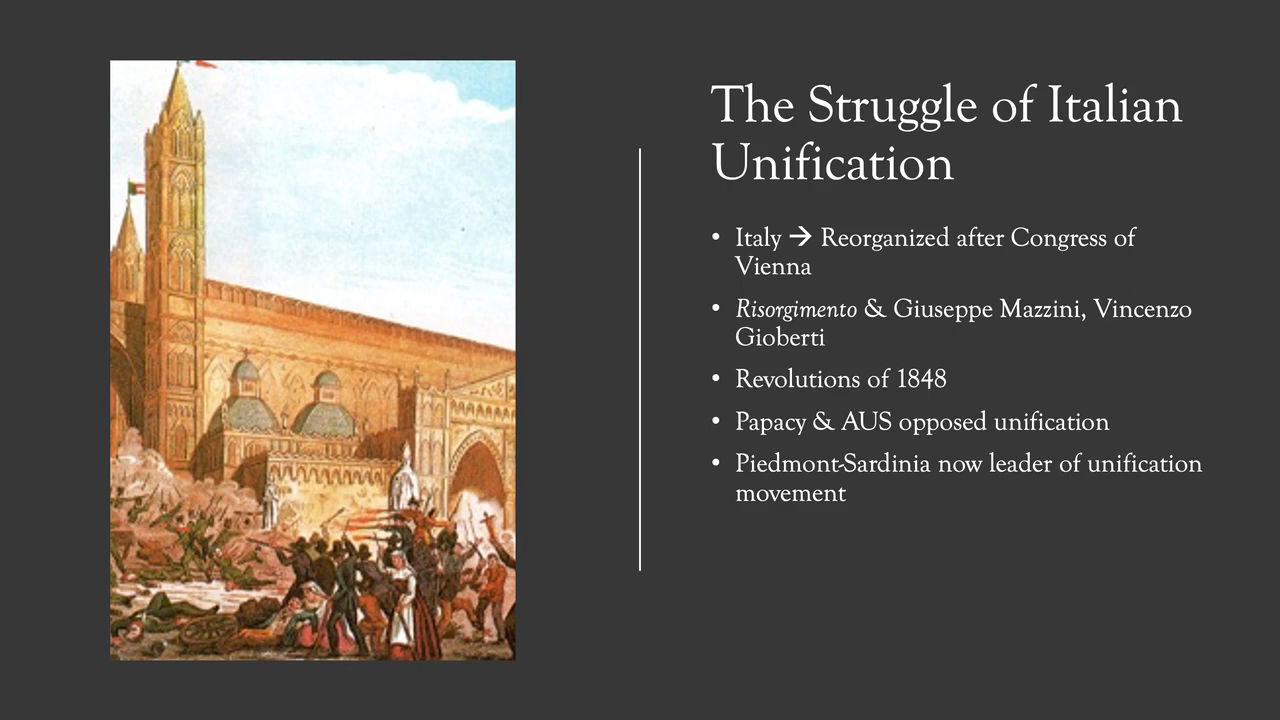 The Struggle of Italian
Unification
• Italy → Reorganized after Congress of
Vienna
• Risorgimento & Giuseppe Mazzini, Vincenzo
Gioberti
• Revolutions of 1848
• Papacy & AUS opposed unification
• Piedmont-Sardinia now leader of unification
movement